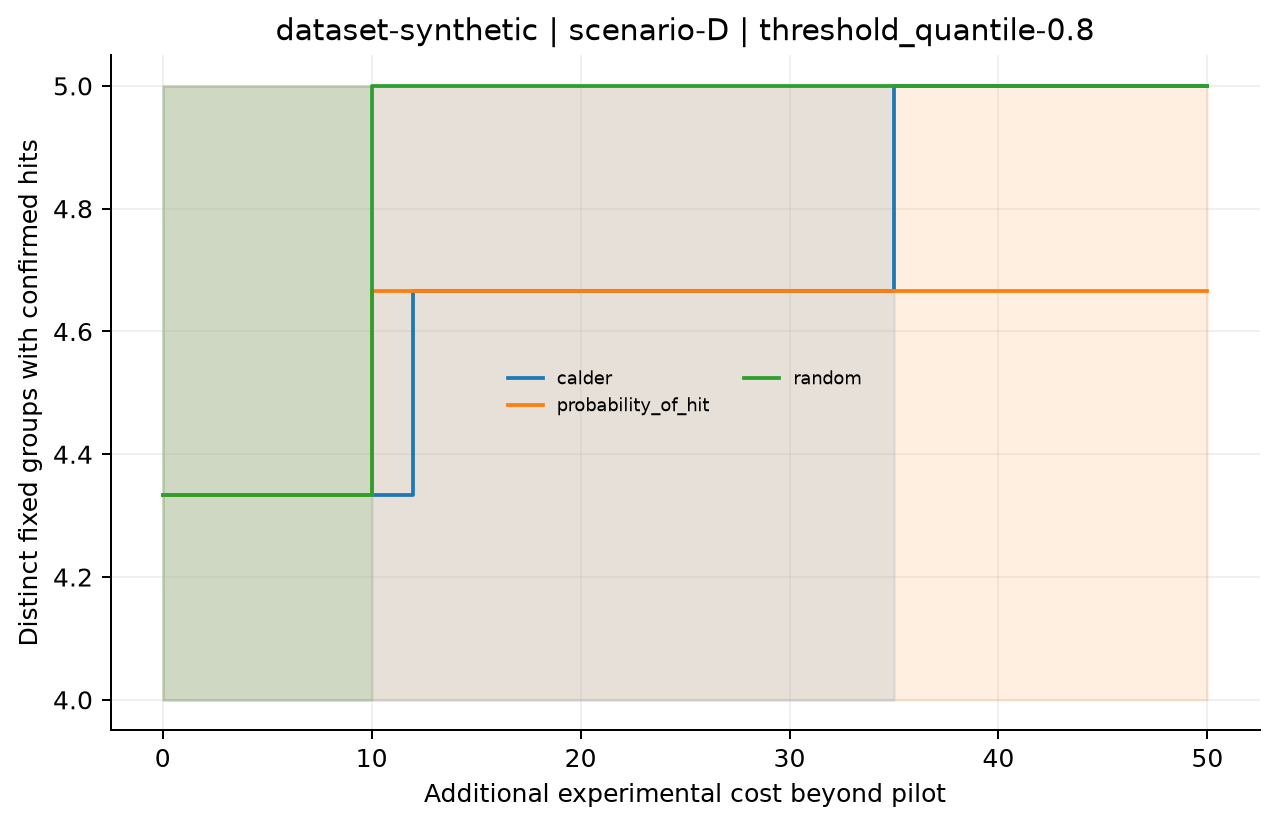 dataset-synthetic | scenario-D | threshold_quantile-0.8
Distinct fixed groups with confirmed hits
5.0
4.8
4.6
4.4
4.2
4.0
calder
probability_of_hit
random
0 10 20 30 40 50
Additional experimental cost beyond pilot